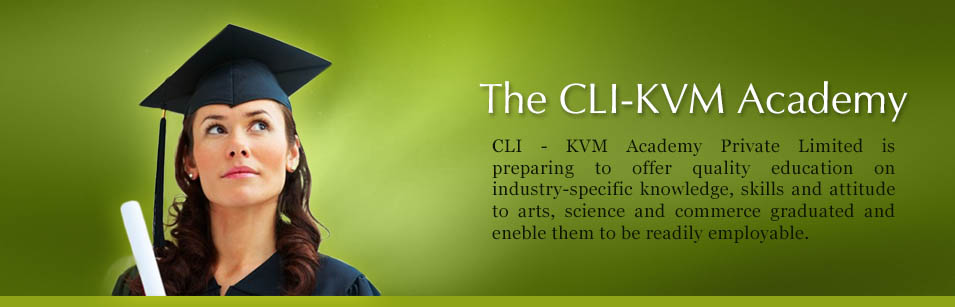 The CLI-KVM Academy
CLI - KVM Academy Private Limited is
preparing to offer quality education on
industry-specific knowledge, skills and attitude
to arts, science and commerce graduated and
eneble them to be readily employable.